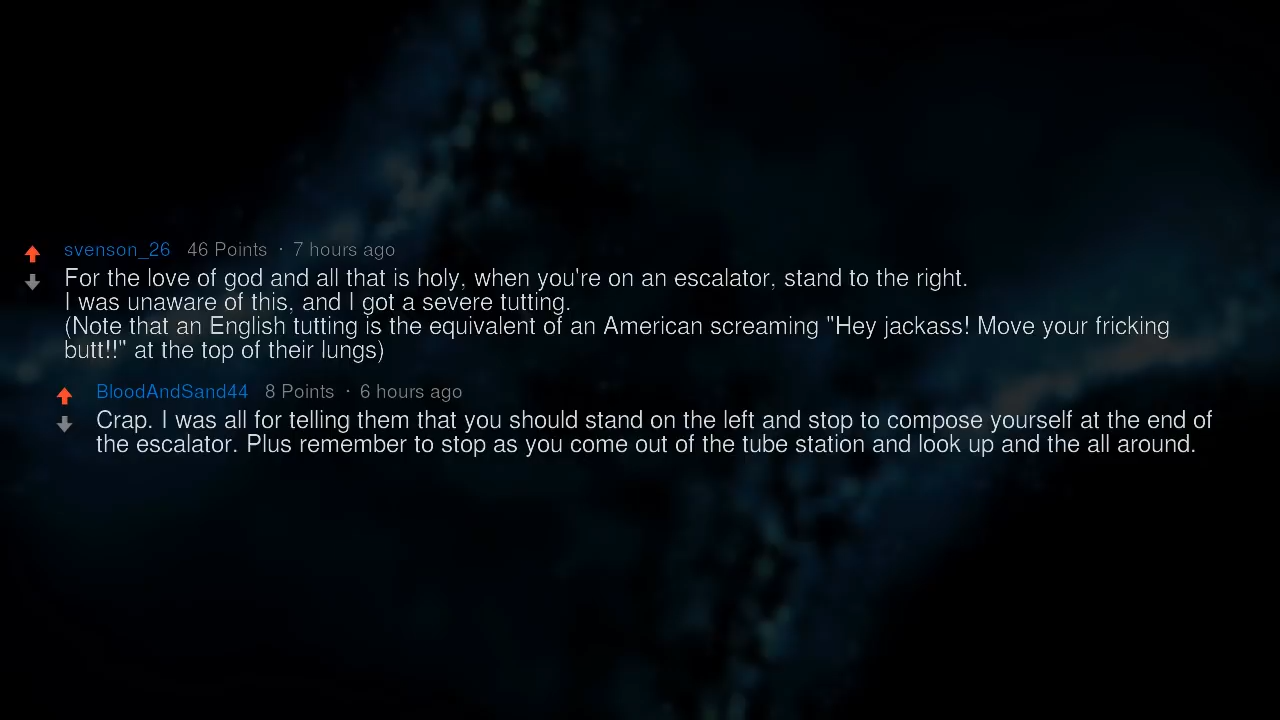 svenson_26 46 Points · 7 hours ago
For the love of god and all that is holy, when you're on an escalator, stand to the right.
I was unaware of this, and I got a severe tutting.
(Note that an English tutting is the equivalent of an American screaming "Hey jackass! Move your fricking
butt!!" at the top of their lungs)
BloodAndSand44 8 Points · 6 hours ago
Crap. I was all for telling them that you should stand on the left and stop to compose yourself at the end of
the escalator. Plus remember to stop as you come out of the tube station and look up and the all around.